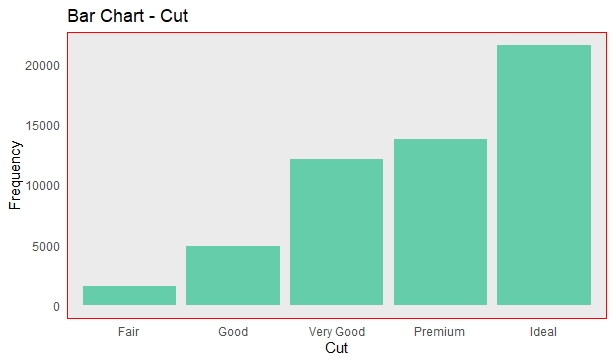 Bar Chart - Cut
Frequency
20000
15000
10000
5000
0
Fair Good Very Good Premium Ideal
Cut